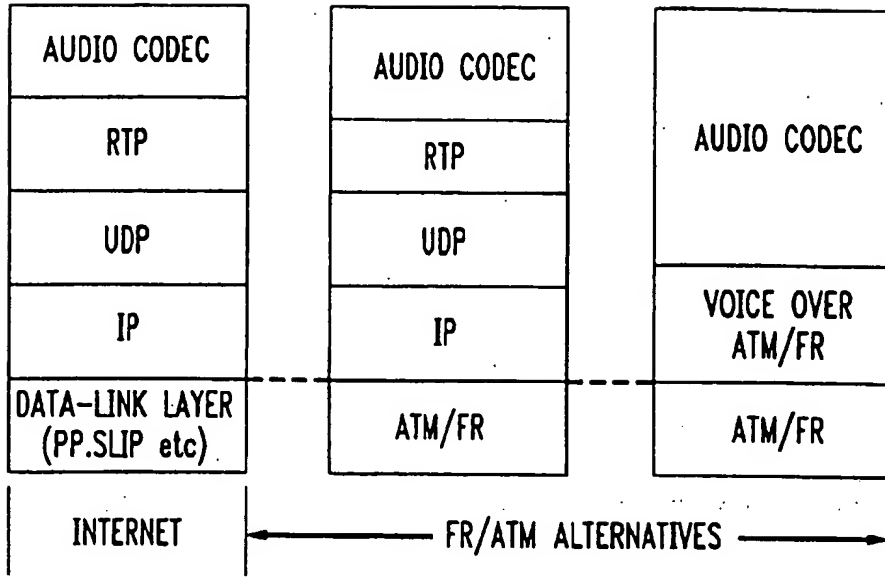 AUDIO CODEC
RTP
UDP
IP
DATA-LINK LAYER
(PP.SLIP etc)
INTERNET
AUDIO CODEC
RTP
UDP
IP
ATM/FR
AUDIO CODEC
VOICE OVER
ATM/FR
ATM/FR
FR/ATM ALTERNATIVES